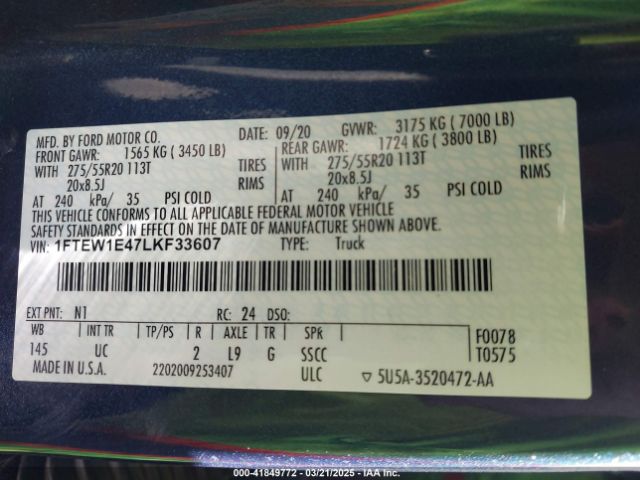 MFD. BY FORD MOTOR CO. DATE: 09/20 GVWR: 3175 KG ( 7000 LB)
FRONT GAWR: 1565 KG ( 3450 LB) REAR GAWR: 1724 KG ( 3800 LB)
WITH 275/55R20 113T TIRES WITH 275/55R20 113T TIRES
20x8.5J RIMS 20x8.5J RIMS
AT 240 kPa/ 35 PSI COLD AT 240 kPa/ 35 PSI COLD
THIS VEHICLE CONFORMS TO ALL APPLICABLE FEDERAL MOTOR VEHICLE
SAFETY STANDARDS IN EFFECT ON THE DATE OF MANUFACTURE SHOWN ABOVE.
VIN: 1FTEW1E47LKF33607 TYPE: Truck
EXT PNT: N1 RC: 24 DSO:
WB INT TR TP/PS R AXLE TR SPR F0078
145 UC 2 L9 G SSCC T0575
MADE IN U.S.A. 2202009253407 ULC ▽ 5U5A-3520472-AA
000-41849772 - 03/21/2025 - IAA Inc.